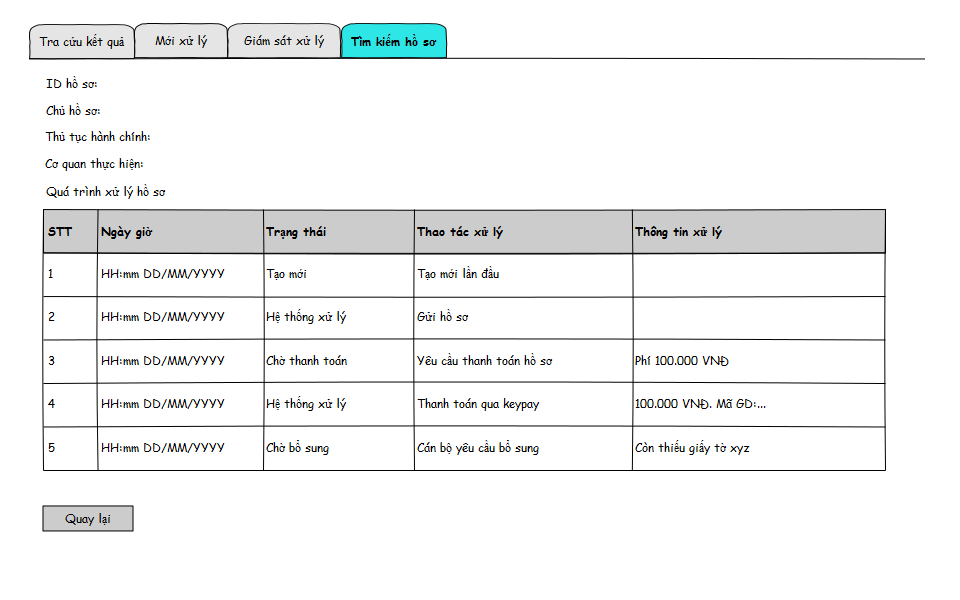 Tra cứu kết quả Mới xử lý Giám sát xử lý Tìm kiếm hồ sơ
ID hồ sơ:
Chủ hồ sơ:
Thủ tục hành chính:
Cơ quan thực hiện:
Quá trình xử lý hồ sơ
STT Ngày giờ Trạng thái Thao tác xử lý Thông tin xử lý
1 HH:mm DD/MM/YYYY Tạo mới Tạo mới lần đầu
2 HH:mm DD/MM/YYYY Hệ thống xử lý Gửi hồ sơ
3 HH:mm DD/MM/YYYY Chờ thanh toán Yêu cầu thanh toán hồ sơ Phí 100.000 VNĐ
4 HH:mm DD/MM/YYYY Hệ thống xử lý Thanh toán qua keypay 100.000 VNĐ. Mã GD:...
5 HH:mm DD/MM/YYYY Chờ bổ sung Cán bộ yêu cầu bổ sung Còn thiếu giấy tờ xyz
Quay lại